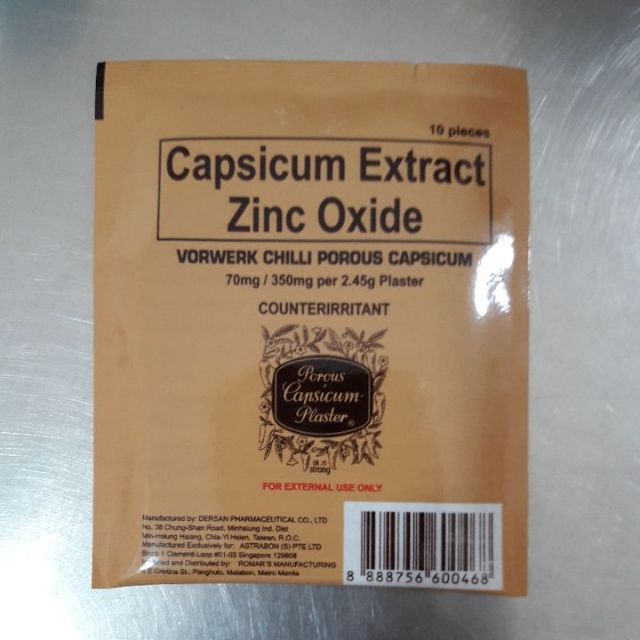 10 pieces
Capsicum Extract
Zinc Oxide
VORWERK CHILLI POROUS CAPSICUM
70mg / 350mg per 2.45g Plaster
COUNTERIRRITANT
Porous
Capsicum
Plaster®
strong
FOR EXTERNAL USE ONLY
Manufactured by: DERSAN PHARMACEUTICAL CO., LTD
No. 38 Chung-Shan Road, Minhsiung Ind. Dist
Min-Hsiung Hsiang, Chia-Yi Hsien, Taiwan, R.O.C.
Manufactured Exclusively for: ASTRABON (S) PTE LTD
Block 1 Clementi Loop #01-03 Singapore 129808
and Distributed by: ROMAR'S MANUFACTURING
E Cristina St., Panghulo, Malabon, Metro Manila
8 888756 600468